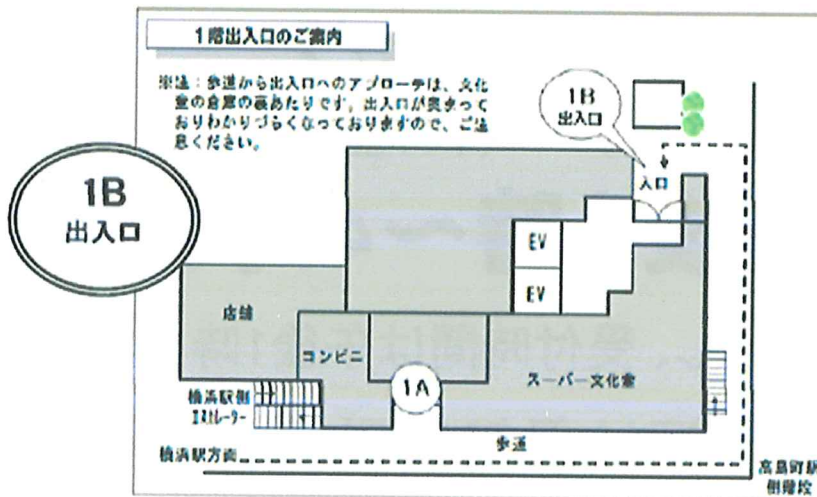 1階出入口のご案内
※注：歩道から出入口へのアプローチは、文化
堂の倉庫の裏あたりです。出入口が奥まって
おりわかりづらくなっておりますので、ご注
意ください。
1B
出入口
1B
出入口
入口
EV
EV
店舗
コンビニ
1A
スーパー文化堂
横浜駅側
エスカレーター
歩道
横浜駅方面
高島町駅
側階段